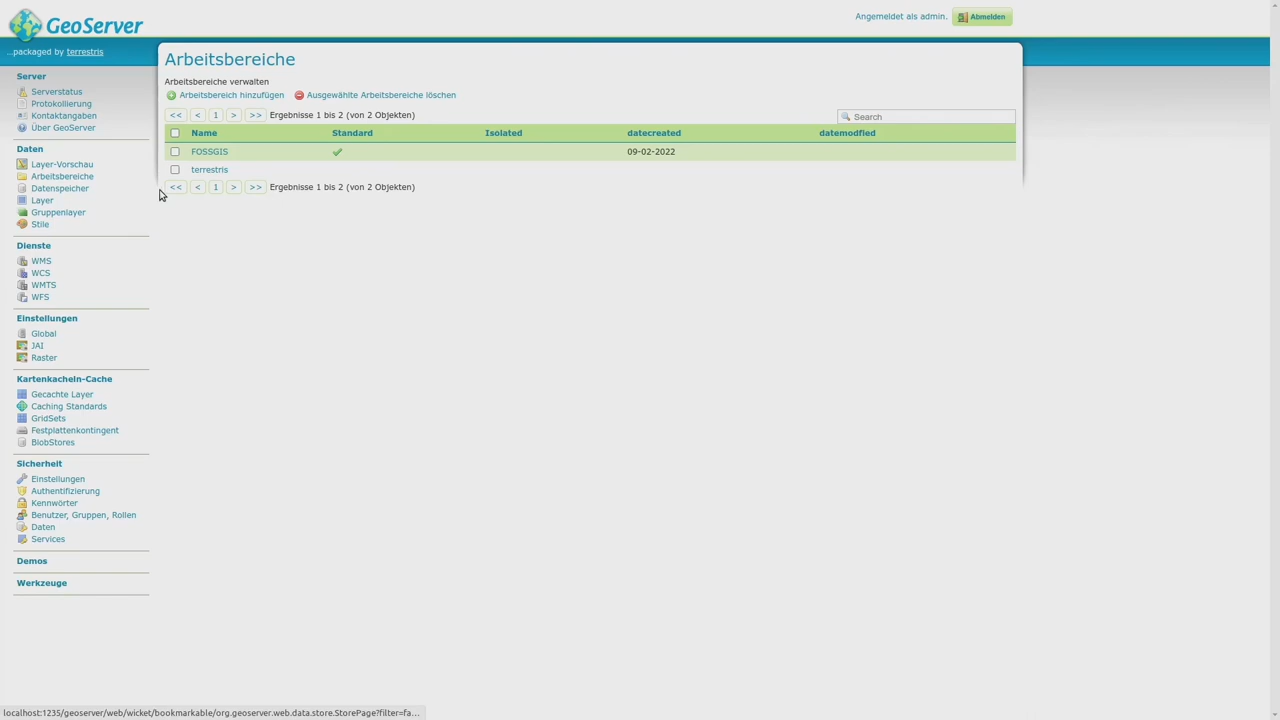 GeoServer
Angemeldet als admin.
Abmelden
...packaged by terrestris
Server
Serverstatus
Protokollierung
Kontaktangaben
Über GeoServer
Daten
Layer-Vorschau
Arbeitsbereiche
Datenspeicher
Layer
Gruppenlayer
Stile
Dienste
WMS
WCS
WMTS
WFS
Einstellungen
Global
JAI
Raster
Kartenkacheln-Cache
Gecachte Layer
Caching Standards
GridSets
Festplattenkontingent
BlobStores
Sicherheit
Einstellungen
Authentifizierung
Kennwörter
Benutzer, Gruppen, Rollen
Daten
Services
Demos
Werkzeuge
Arbeitsbereiche
Arbeitsbereiche verwalten
Arbeitsbereich hinzufügen Ausgewählte Arbeitsbereiche löschen
<< < 1 > >> Ergebnisse 1 bis 2 (von 2 Objekten) Search
Name Standard Isolated datecreated datemodfied
FOSSGIS 09-02-2022
terrestris
<< < 1 > >> Ergebnisse 1 bis 2 (von 2 Objekten)
localhost:1235/geoserver/web/wicket/bookmarkable/org.geoserver.web.data.store.StorePage?filter=fa...